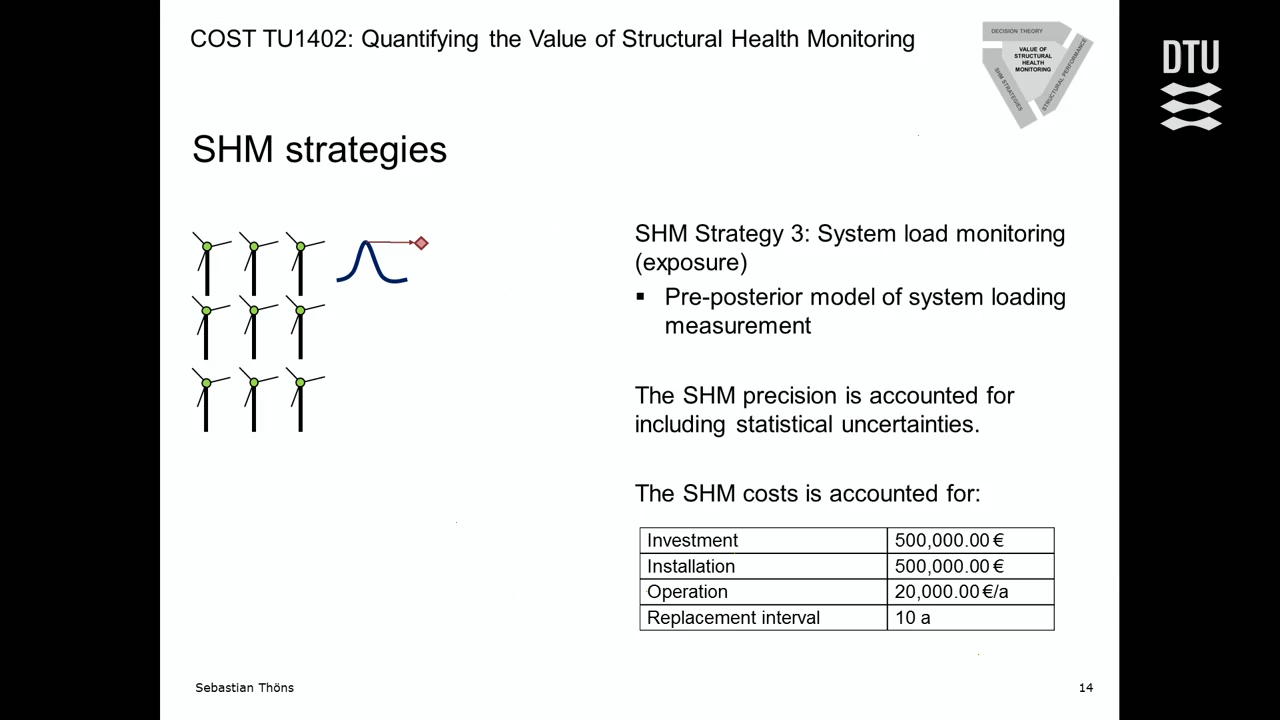 COST TU1402: Quantifying the Value of Structural Health Monitoring
DECISION THEORY
VALUE OF
STRUCTURAL
HEALTH
MONITORING
SHM STRATEGIES
STRUCTURAL PERFORMANCE
DTU
SHM strategies
SHM Strategy 3: System load monitoring
(exposure)
▪ Pre-posterior model of system loading
measurement
The SHM precision is accounted for
including statistical uncertainties.
The SHM costs is accounted for:
Investment 500,000.00 €
Installation 500,000.00 €
Operation 20,000.00 €/a
Replacement interval 10 a
Sebastian Thöns
14